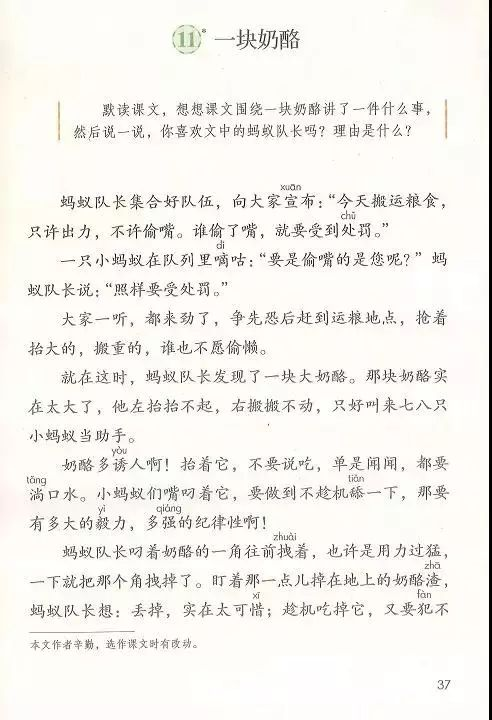 11* 一块奶酪
默读课文，想想课文围绕一块奶酪讲了一件什么事，
然后说一说，你喜欢文中的蚂蚁队长吗？理由是什么？
xuān
蚂蚁队长集合好队伍，向大家宣布：“今天搬运粮食，
chǔ
只许出力，不许偷嘴。谁偷了嘴，就要受到处罚。”
dí
一只小蚂蚁在队列里嘀咕：“要是偷嘴的是您呢？”蚂
蚁队长说：“照样要受处罚。”
大家一听，都来劲了，争先恐后赶到运粮地点，抢着
抬大的，搬重的，谁也不愿偷懒。
就在这时，蚂蚁队长发现了一块大奶酪。那块奶酪实
在太大了，他左抬抬不起，右搬搬不动，只好叫来七八只
小蚂蚁当助手。
yòu
奶酪多诱人啊！抬着它，不要说吃，单是闻闻，都要
tǎng tiǎn
淌口水。小蚂蚁们嘴叼着它，要做到不趁机舔一下，那要
yì qiáng
有多大的毅力，多强的纪律性啊！
zhuài
蚂蚁队长叼着奶酪的一角往前拽着，也许是用力过猛，
zhā
一下就把那个角拽掉了。盯着那一点儿掉在地上的奶酪渣，
xī fàn
蚂蚁队长想：丢掉，实在太可惜；趁机吃掉它，又要犯不
本文作者辛勤，选作课文时有改动。
37